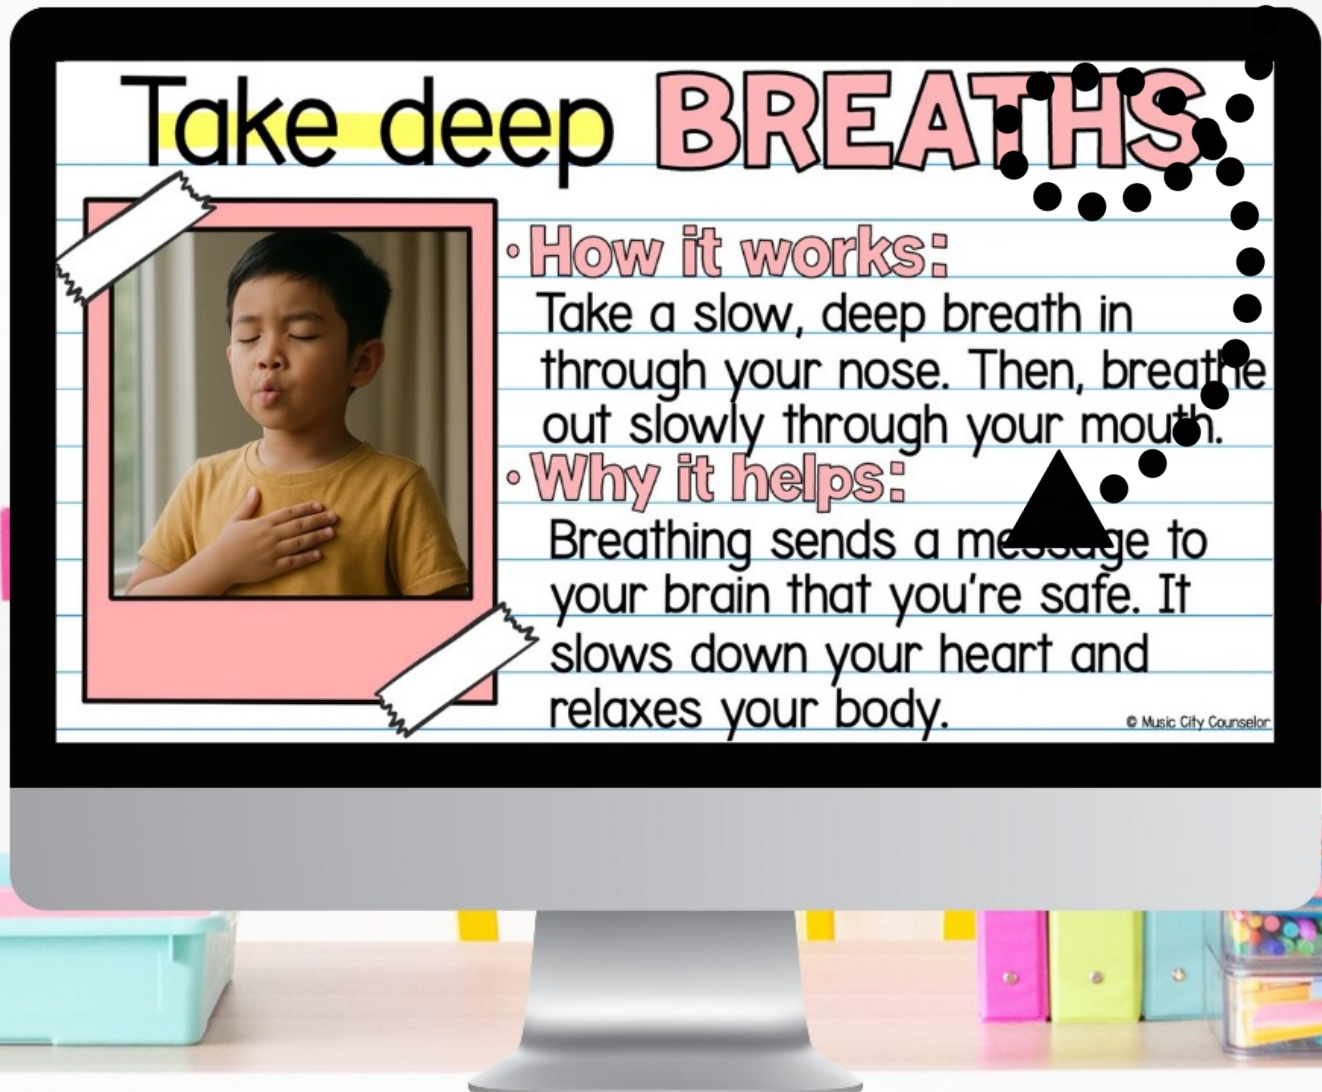 Take deep BREATHS
• How it works:
Take a slow, deep breath in
through your nose. Then, breathe
out slowly through your mouth.
• Why it helps:
Breathing sends a message to
your brain that you're safe. It
slows down your heart and
relaxes your body.
© Music City Counselor